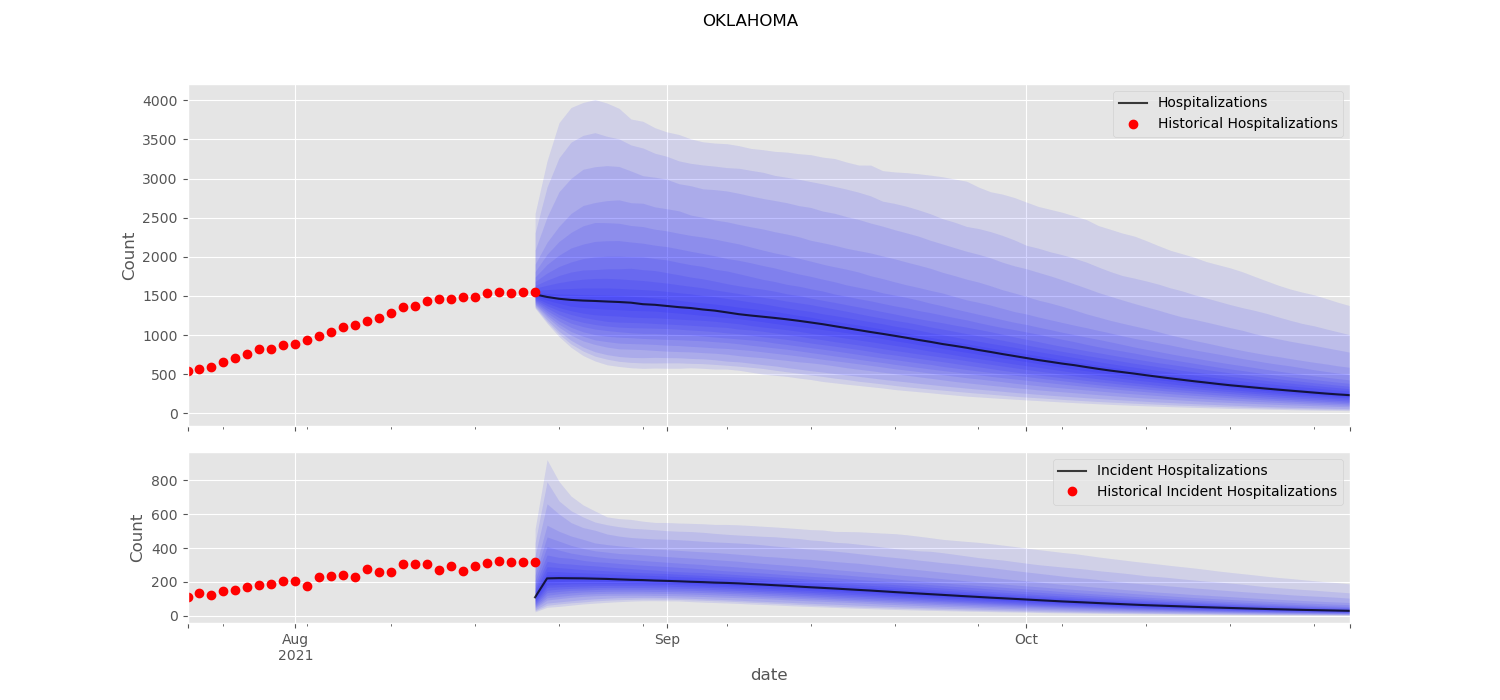 OKLAHOMA
4000
3500
3000
2500
2000
1500
1000
500
0
Count
Hospitalizations
Historical Hospitalizations
800
600
400
200
0
Count
Incident Hospitalizations
Historical Incident Hospitalizations
Aug
2021
Sep
Oct
date